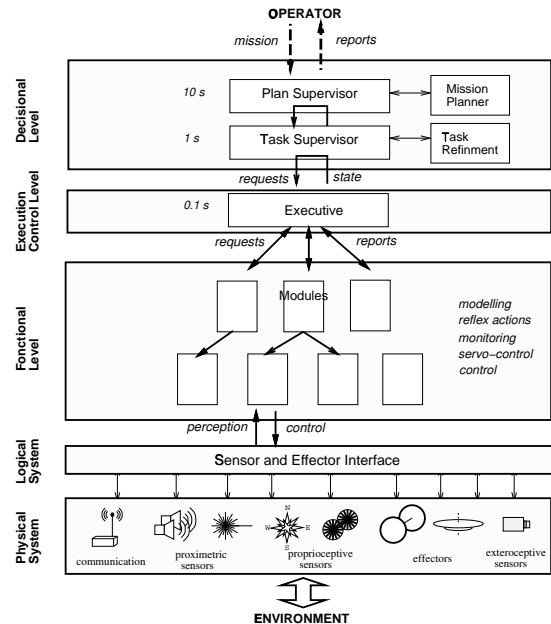 OPERATOR
mission
reports
Decisional
Level
10 s
Plan Supervisor
Mission
Planner
1 s
Task Supervisor
Task
Refinment
requests
state
Execution
Control Level
0.1 s
Executive
requests
reports
Fonctional
Level
Modules
modelling
reflex actions
monitoring
servo-control
control
perception
control
Logical
System
Sensor and Effector Interface
Physical
System
N
W
E
S
communication
proximetric
sensors
proprioceptive
sensors
effectors
exteroceptive
sensors
ENVIRONMENT